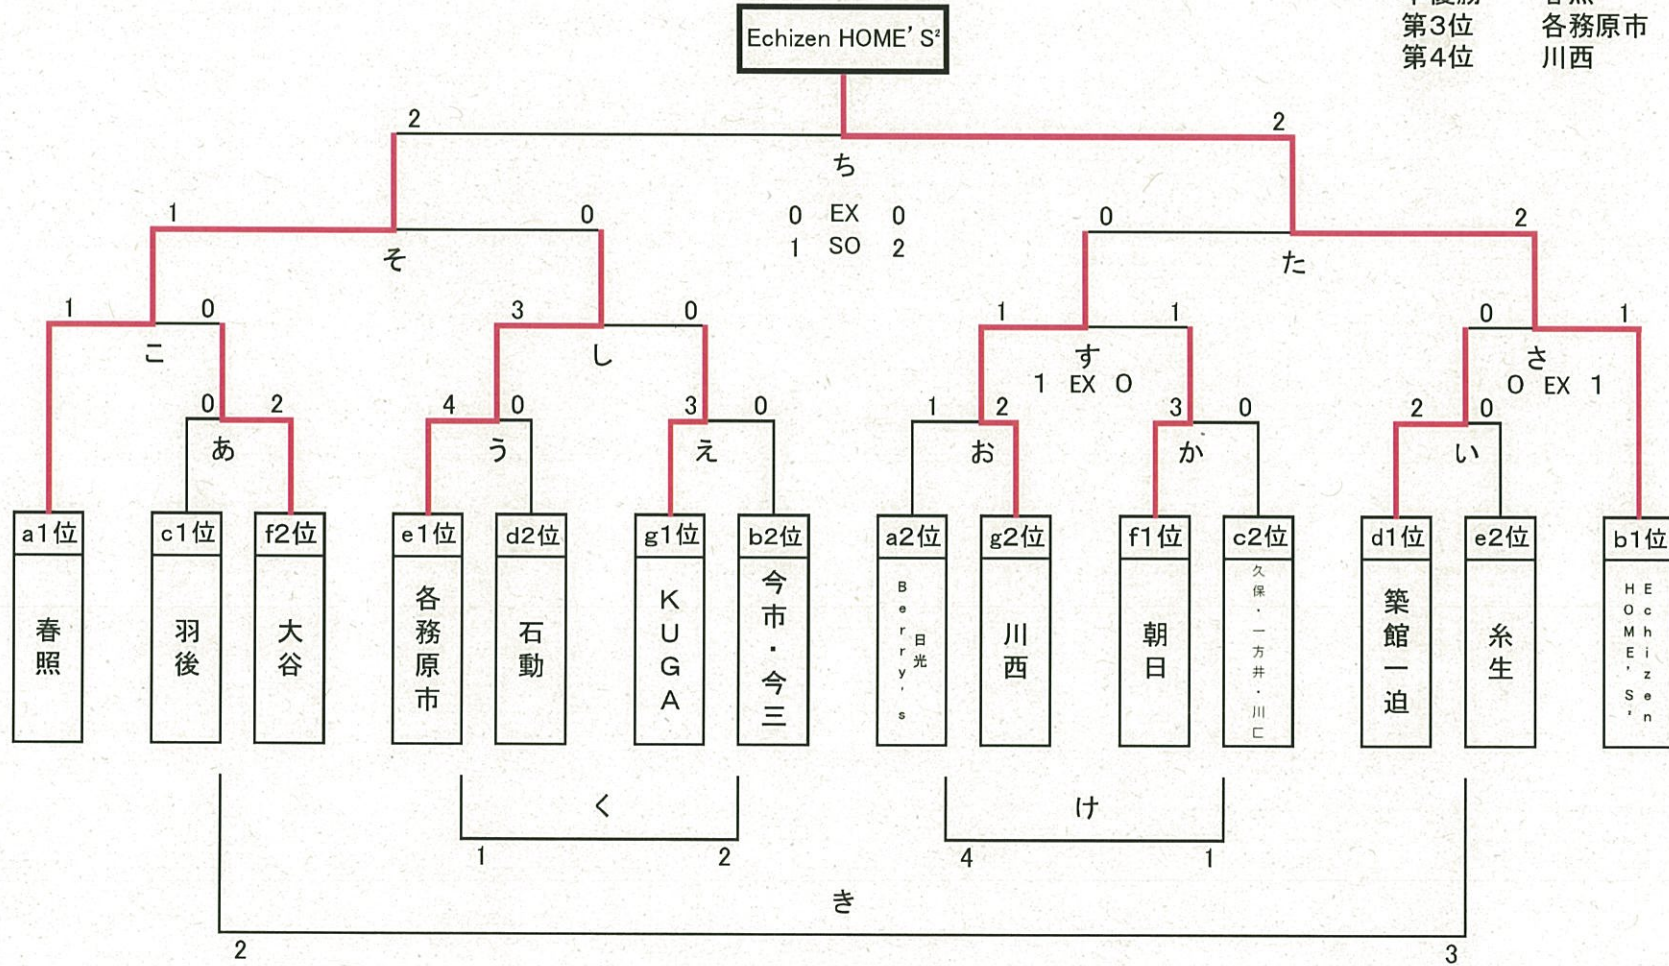 Echizen HOME'S²
春照
第3位 各務原市
第4位 川西
2 2
ち
1 0 0 EX 0 0 2
1 SO 2
そ た
1 0 3 0 1 1 0 1
こ し す さ
1 EX 0 0 EX 1
0 2 4 0 3 0 1 2 3 0 2 0
あ う え お か い
a1位 c1位 f2位 e1位 d2位 g1位 b2位 a2位 g2位 f1位 c2位 d1位 e2位 b1位
春照
羽後
大谷
各務原市
石動
KUGA
今市・今三
日光
Berry's
川西
朝日
久保・一方井・川口
築館一迫
糸生
Echizen
HOME'S²
く け
1 2 4 1
き
2 3